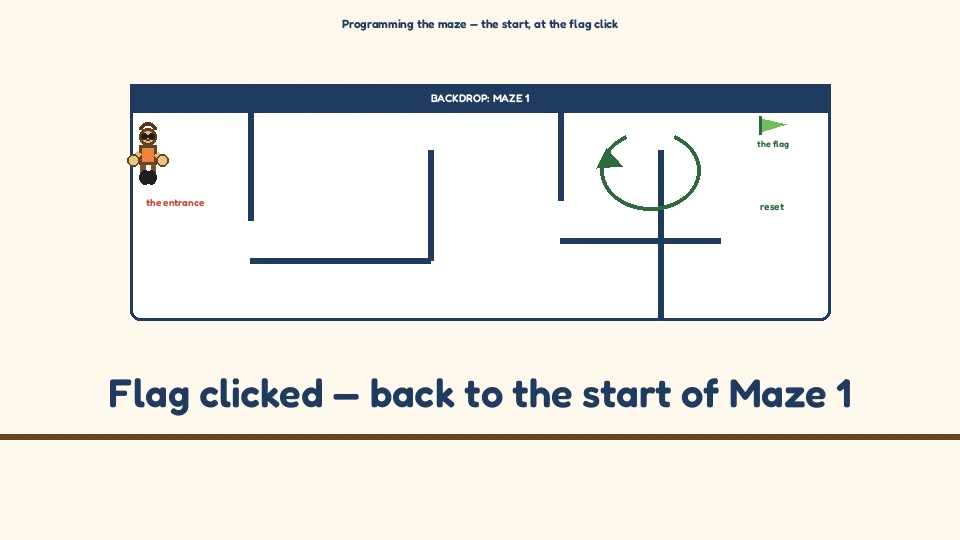 Programming the maze – the start, at the flag click
BACKDROP: MAZE 1
the flag
the entrance
reset
Flag clicked – back to the start of Maze 1